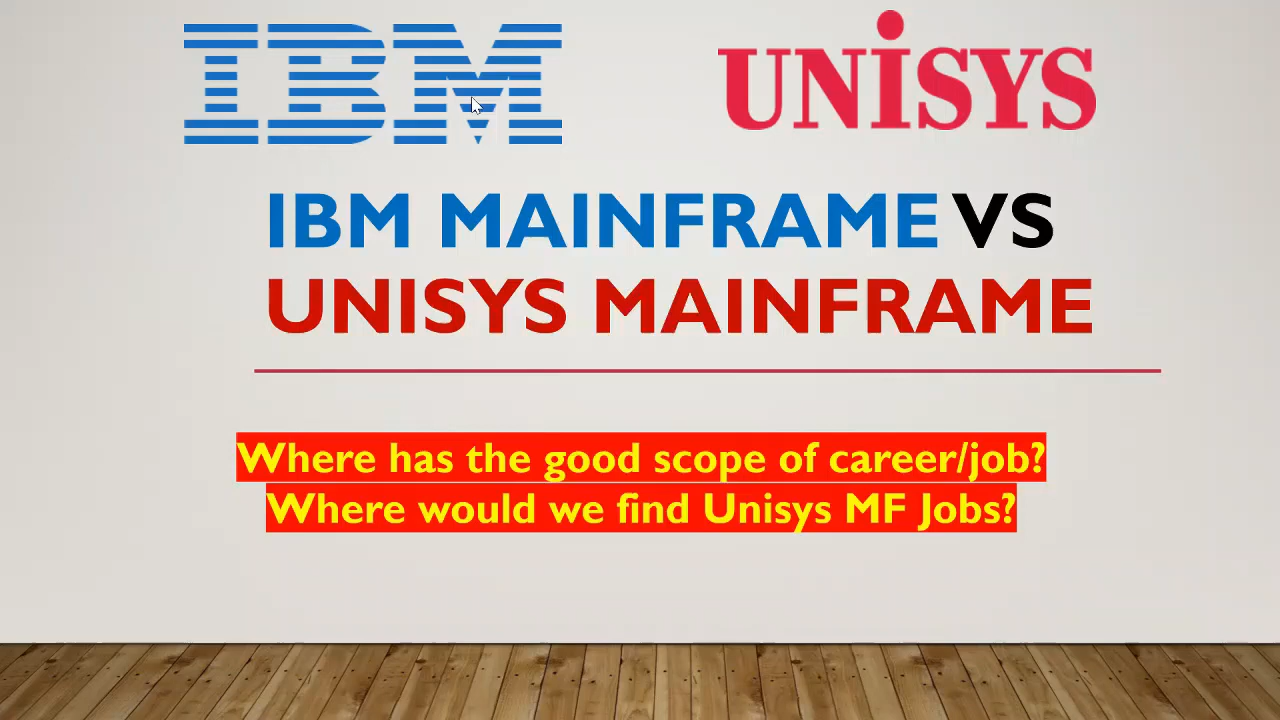 IBM UNiSYS
IBM MAINFRAME VS
UNISYS MAINFRAME
Where has the good scope of career/job?
Where would we find Unisys MF Jobs?